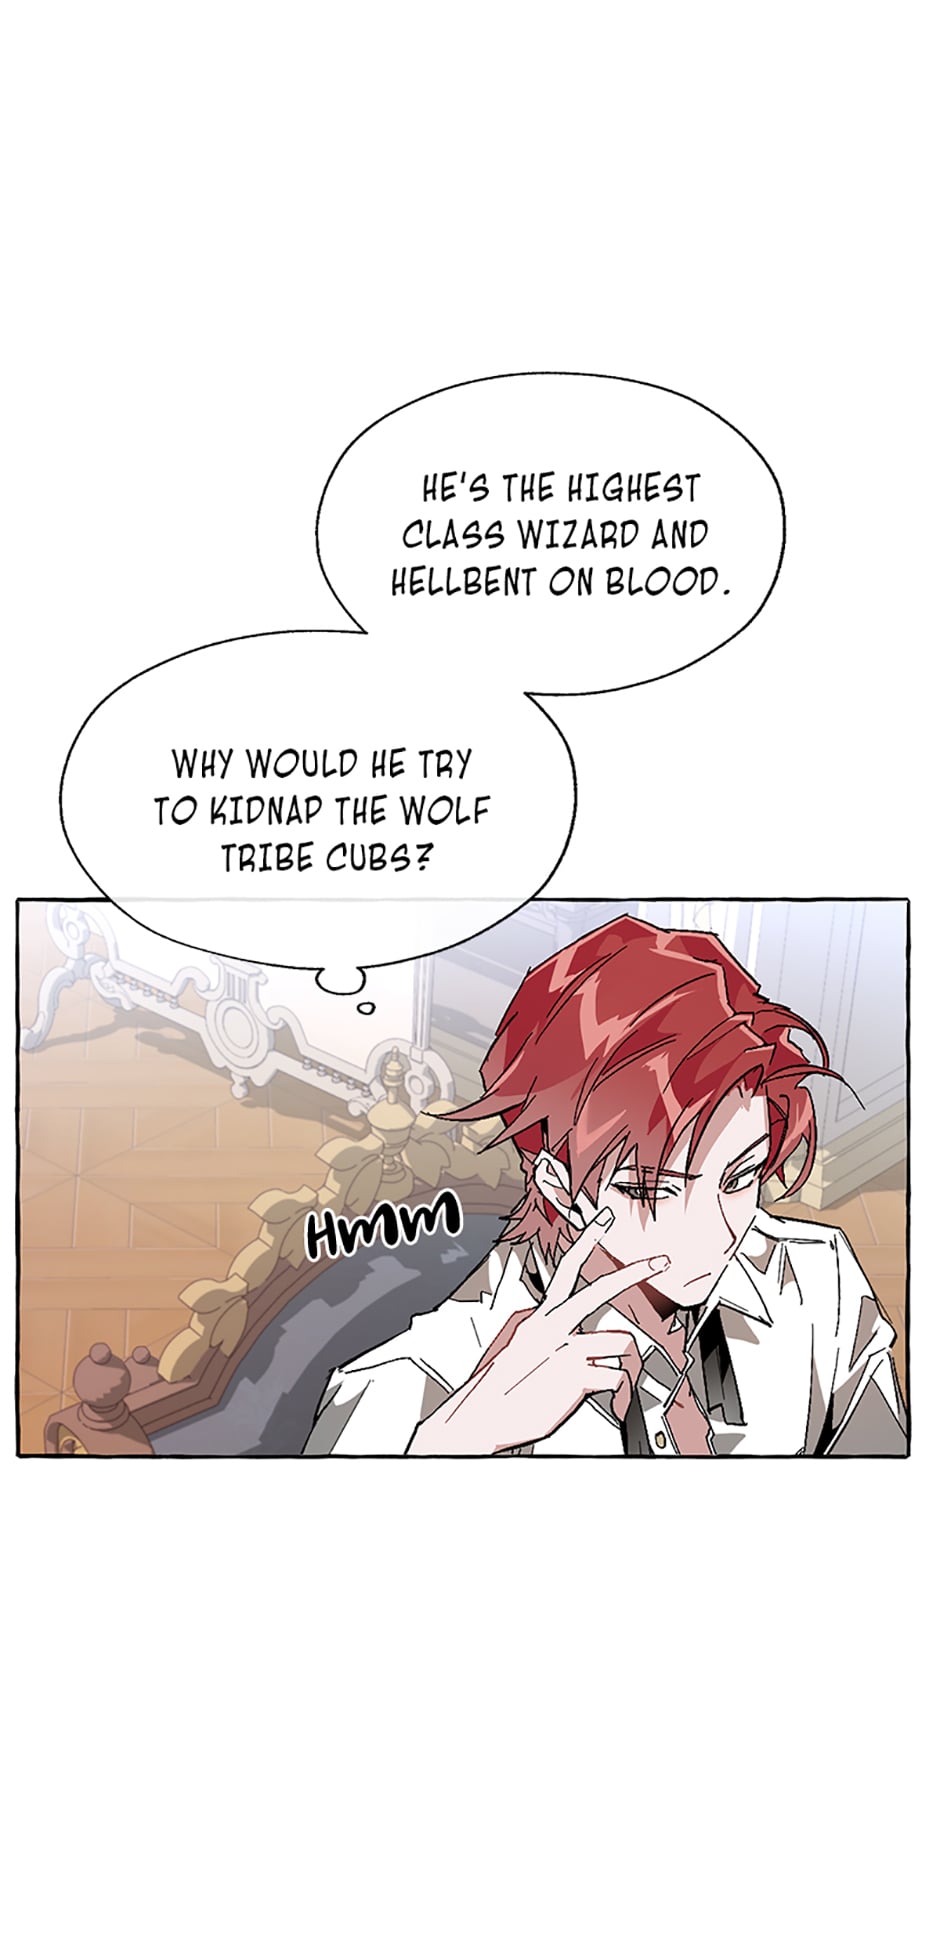 HE'S THE HIGHEST
CLASS WIZARD AND
HELLBENT ON BLOOD.
WHY WOULD HE TRY
TO KIDNAP THE WOLF
TRIBE CUBS?
Hmmm